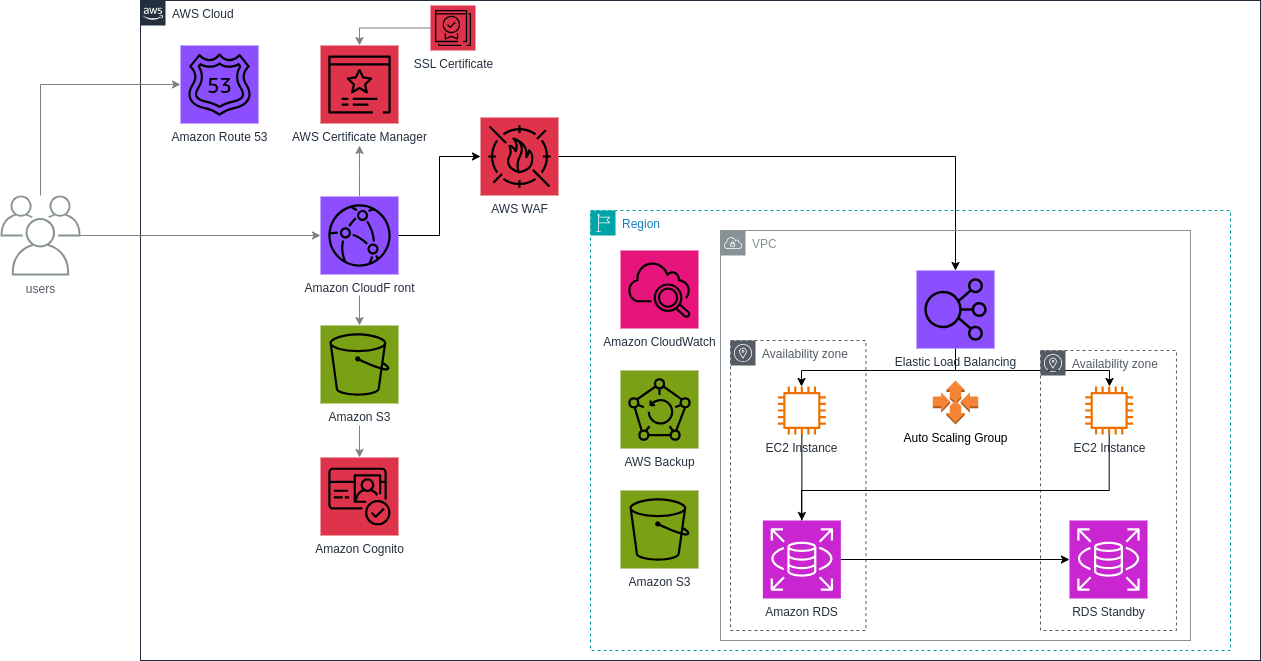 aws
AWS Cloud
SSL Certificate
53
Amazon Route 53
AWS Certificate Manager
AWS WAF
Region
VPC
users
Amazon CloudF ront
Amazon CloudWatch
Availability zone
Elastic Load Balancing
Availability zone
Amazon S3
EC2 Instance
Auto Scaling Group
EC2 Instance
AWS Backup
Amazon Cognito
Amazon S3
Amazon RDS
RDS Standby